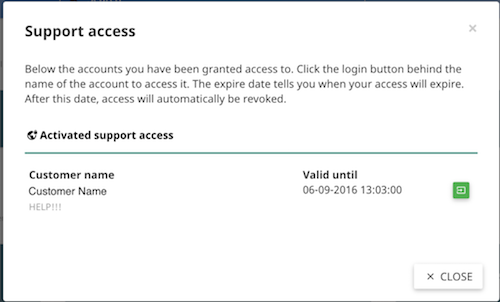 Support access
×
Below the accounts you have been granted access to. Click the login button behind the
name of the account to access it. The expire date tells you when your access will expire.
After this date, access will automatically be revoked.
Activated support access
Customer name Valid until
Customer Name 06-09-2016 13:03:00
HELP!!!
× CLOSE